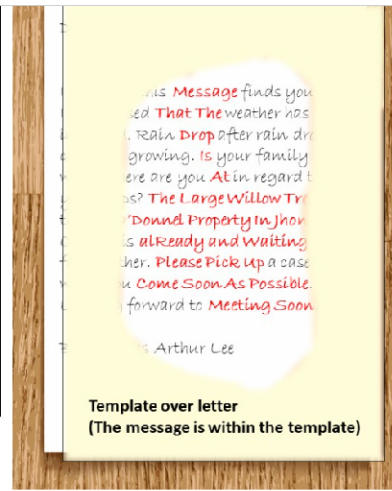 is Message finds you
sed That The weather has
. Rain Drop after rain dr
growing. Is your family
ere are you At in regard t
ps? The Large Willow Tr
'Donnel Property In Jhon
is alReady and Waiting
her. Please Pick Up a case
u Come Soon As Possible.
forward to Meeting Soon
s Arthur Lee
Template over letter
(The message is within the template)